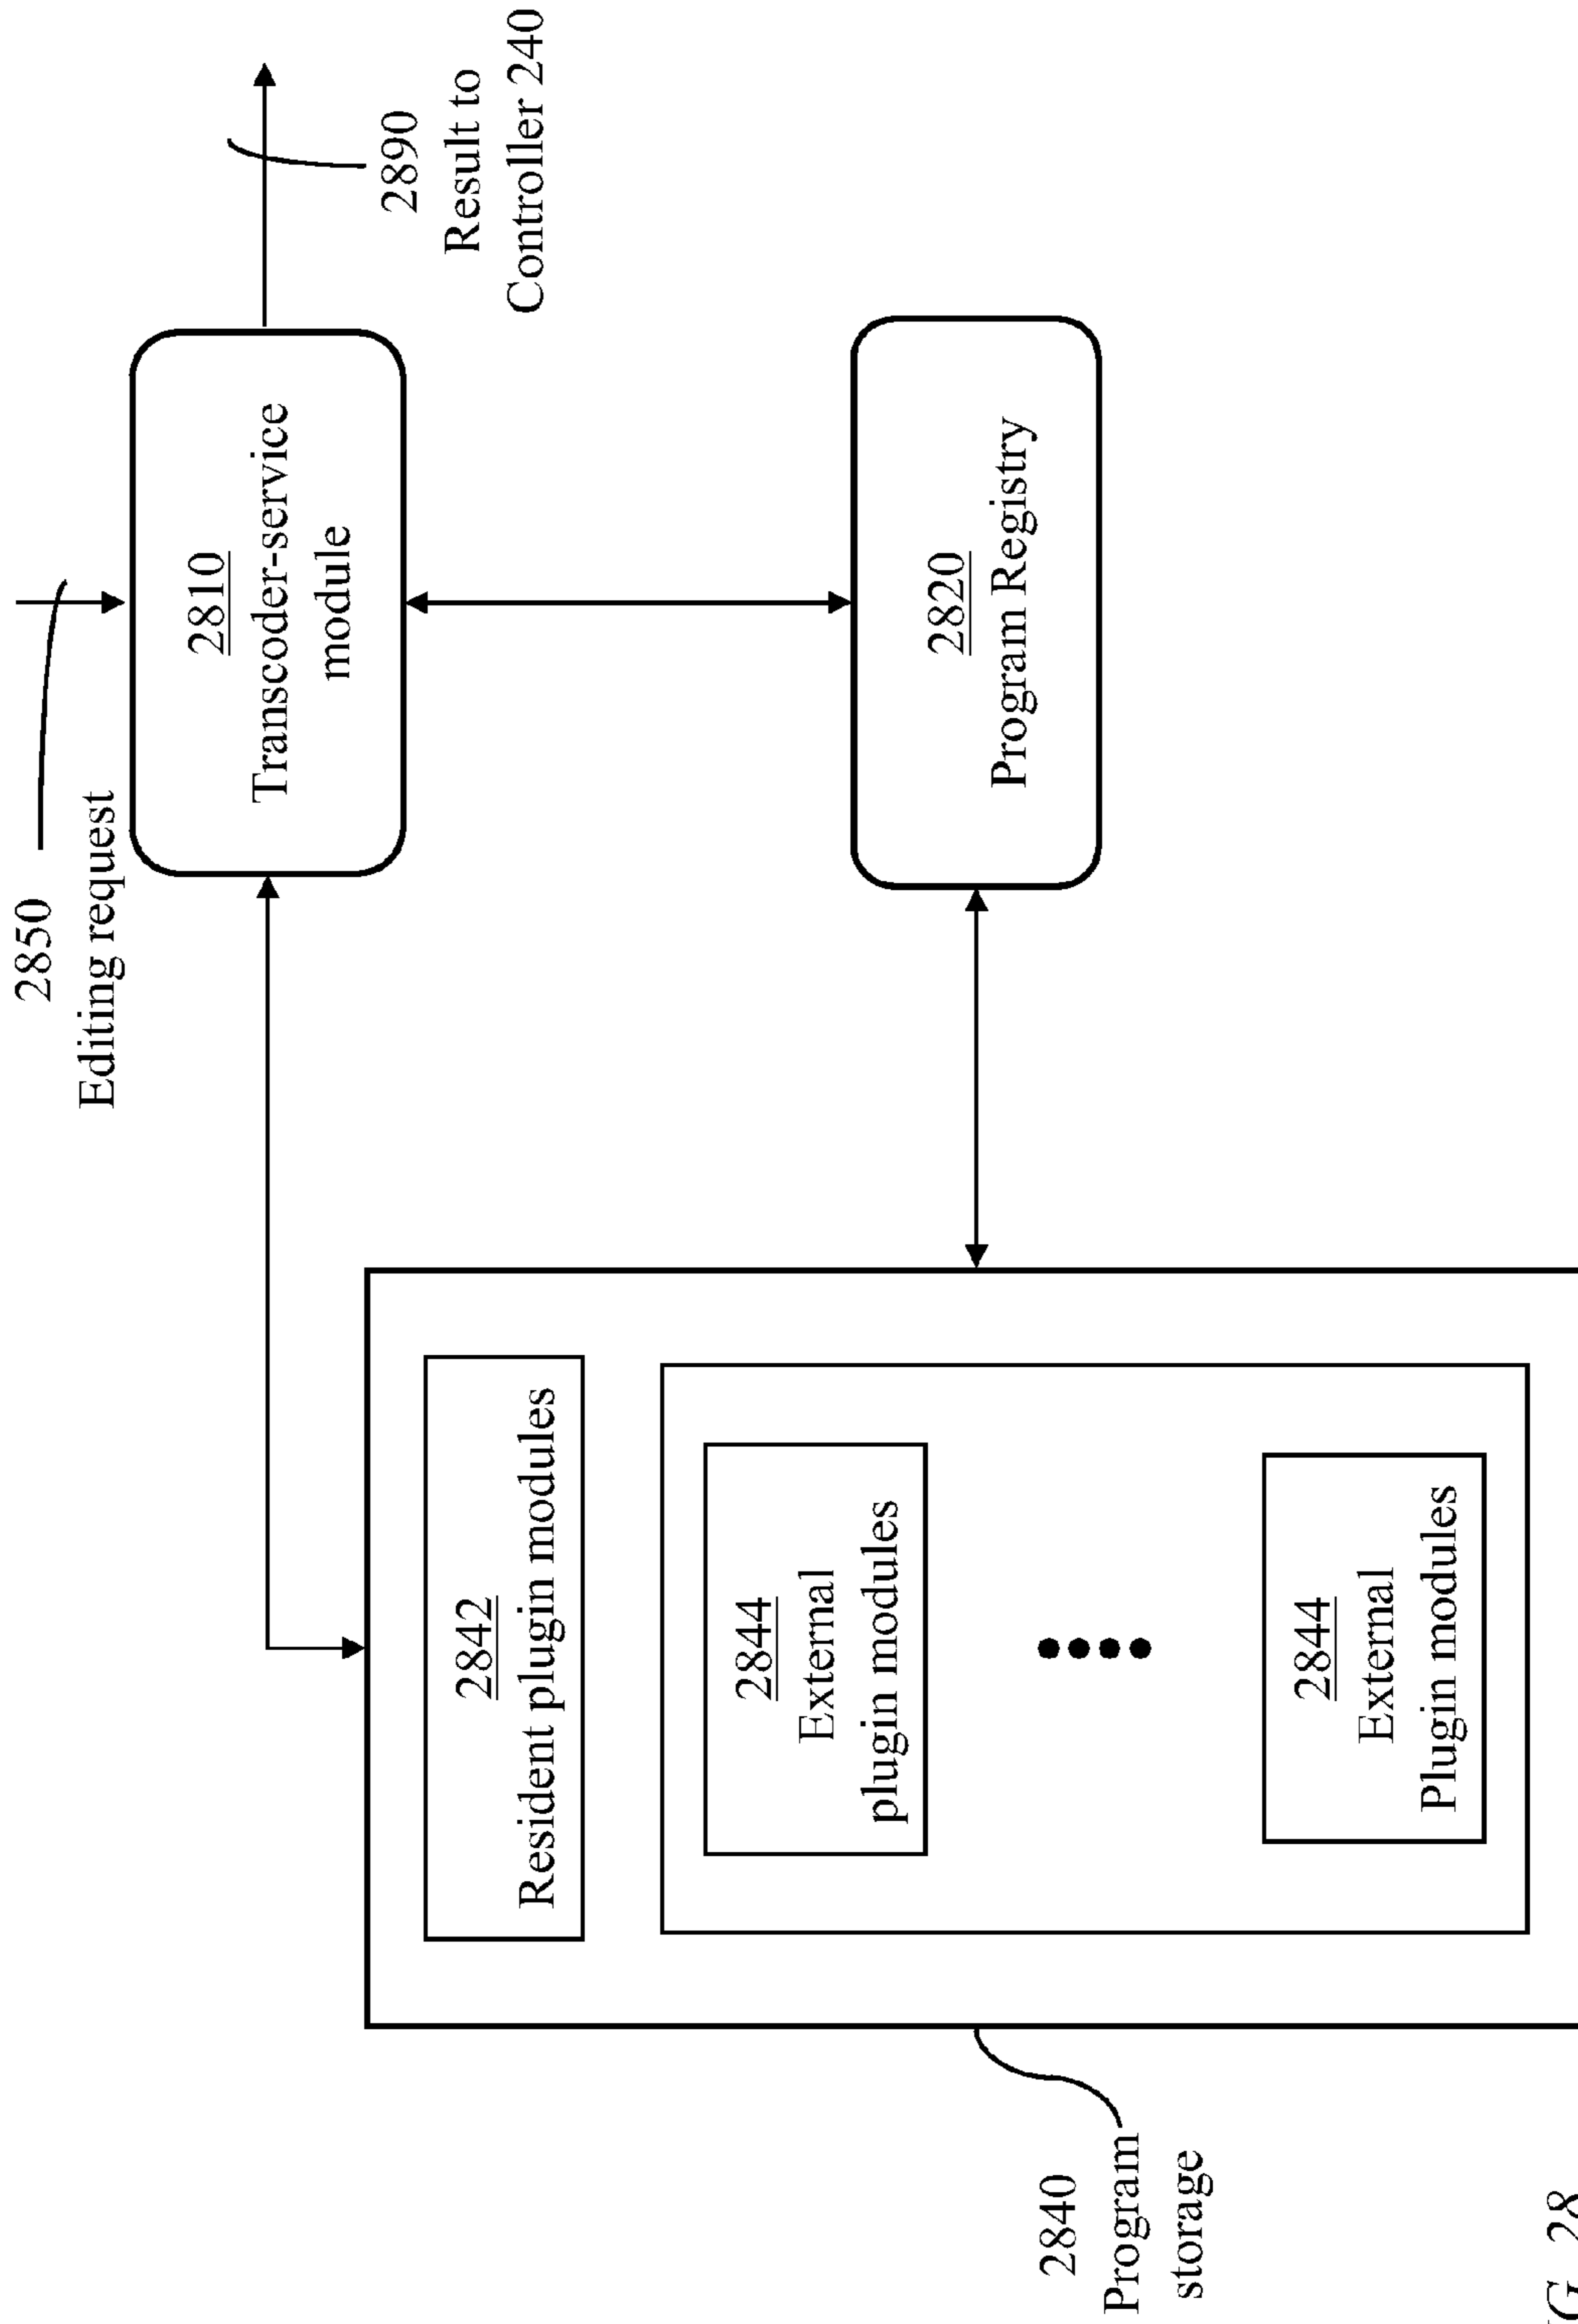 2850
Editing request
2810
Transcoder-service
module
2890
Result to
Controller 240
2842
Resident plugin modules
2844
External
plugin modules
2844
External
Plugin modules
2820
Program Registry
2840
Program
storage
G. 28